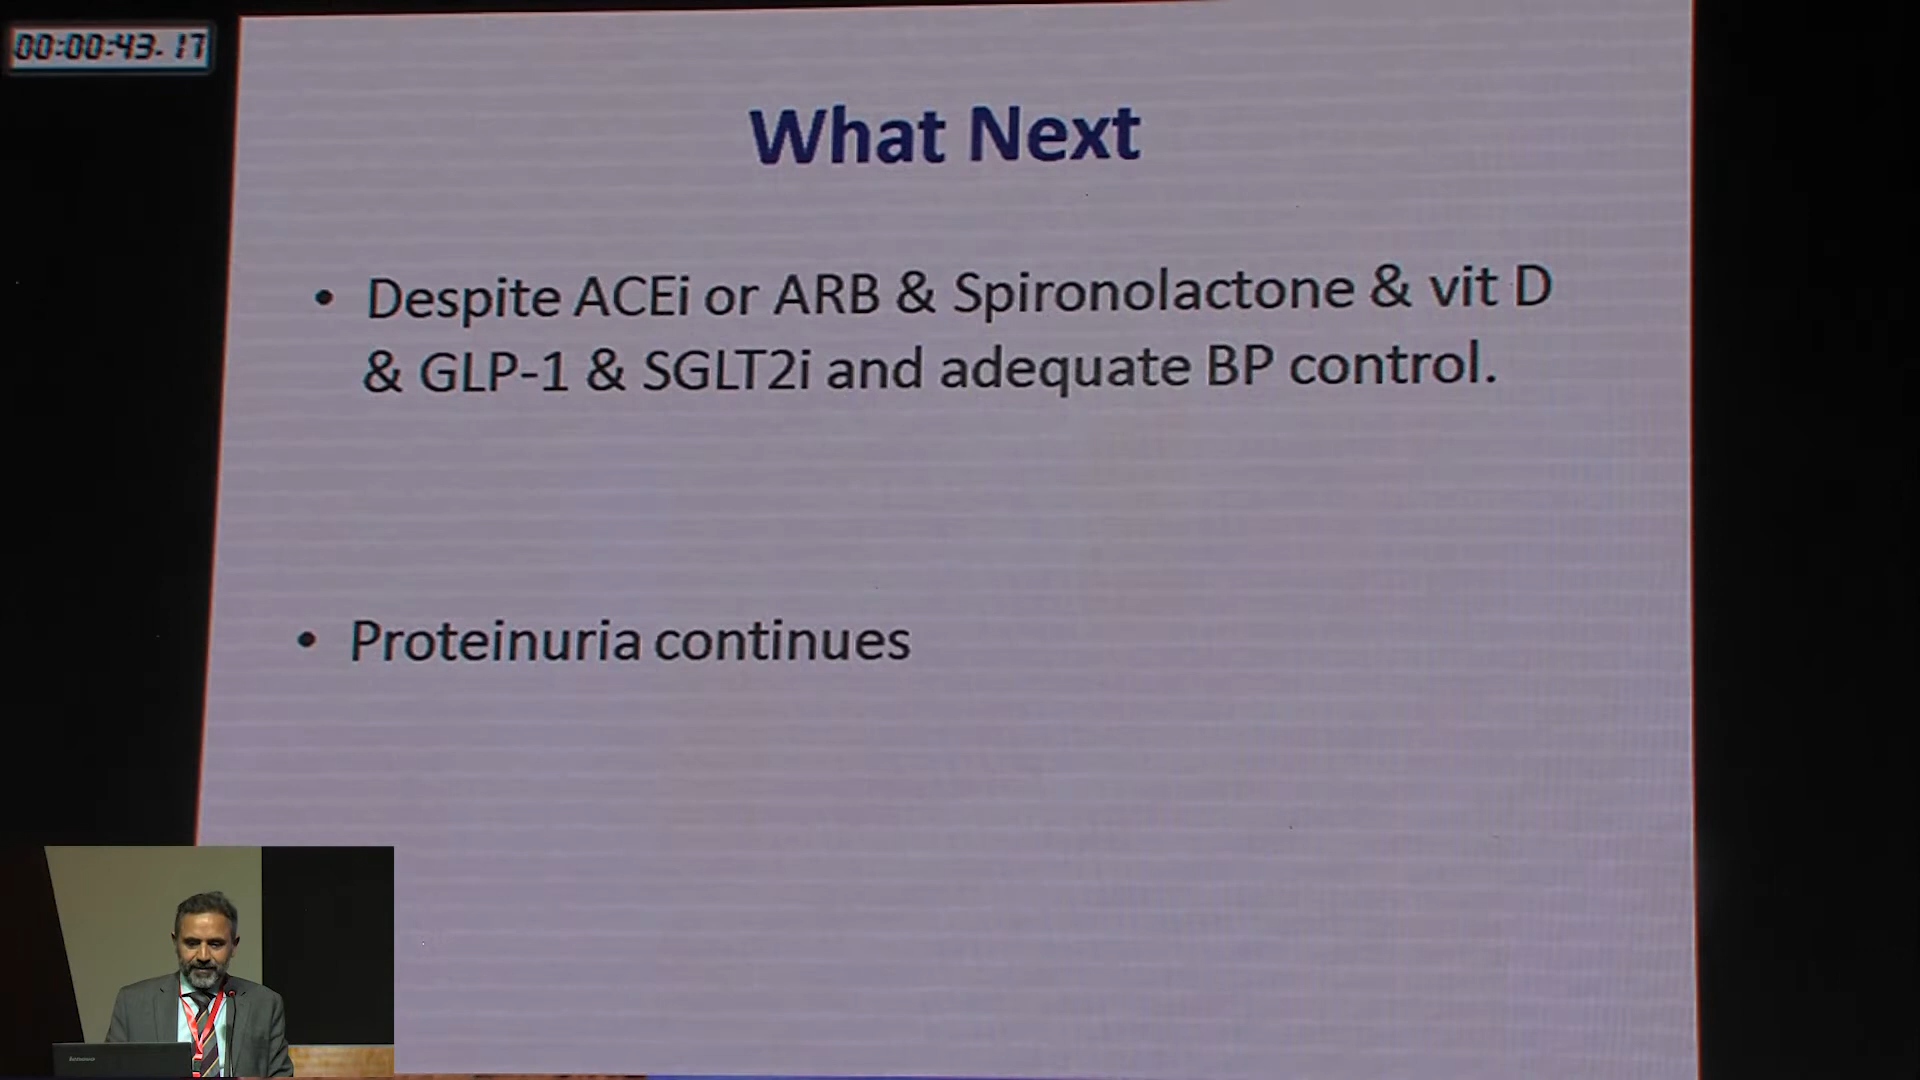 00:00:43.17
What Next
• Despite ACEi or ARB & Spironolactone & vit D
& GLP-1 & SGLT2i and adequate BP control.
• Proteinuria continues